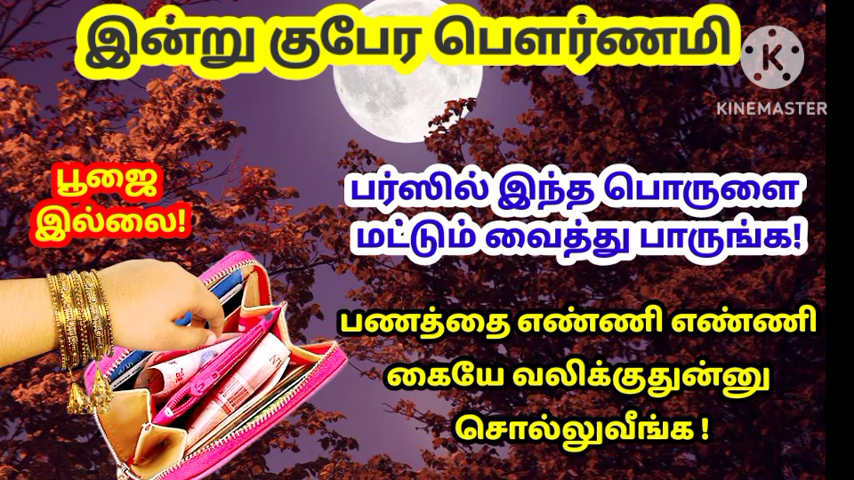 இன்று குபேர பௌர்ணமி
KINEMASTER
பூஜை
இல்லை!
பர்ஸில் இந்த பொருளை
மட்டும் வைத்து பாருங்க!
பணத்தை எண்ணி எண்ணி
கையே வலிக்குதுன்னு
சொல்லுவீங்க !